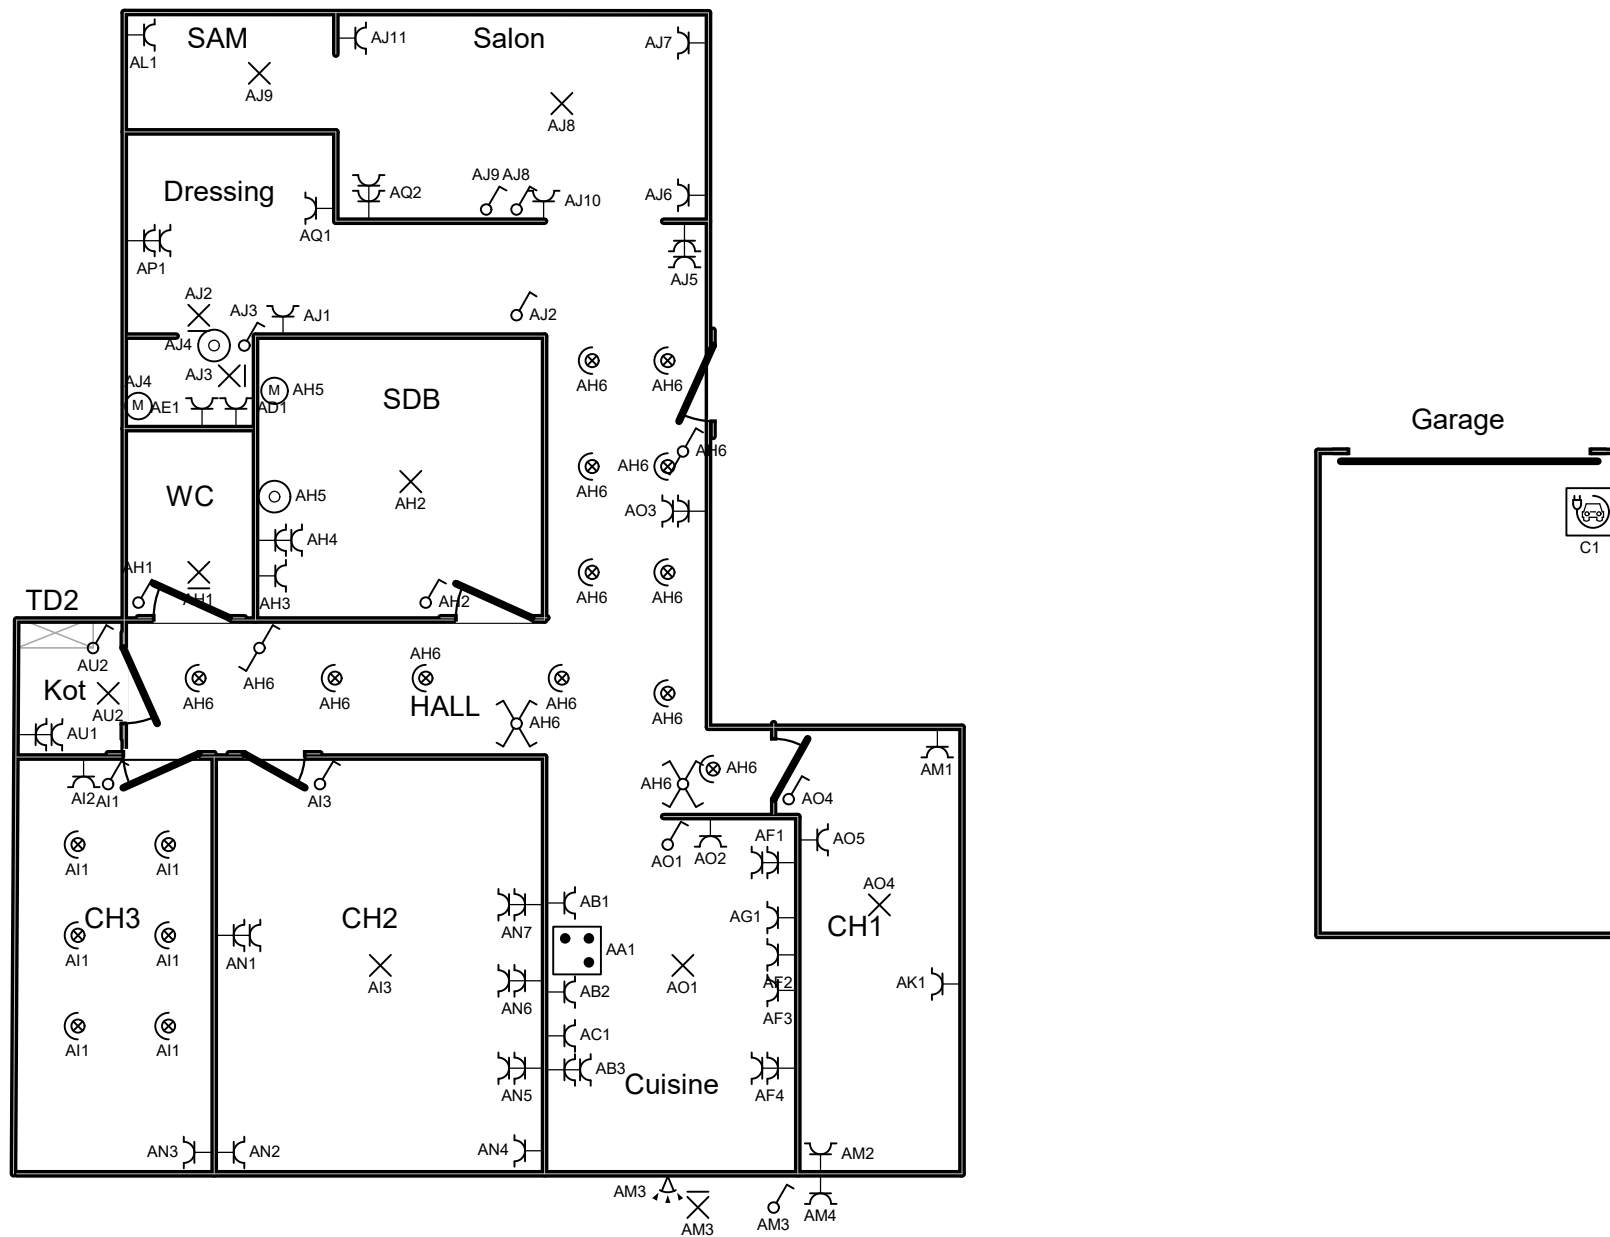 SAM
Salon
AJ11
AJ7
AL1
AJ9
AJ8
Dressing
AQ2
AJ9 AJ8
AJ10
AJ6
AQ1
AP1
AJ5
AJ2
AJ3
AJ1
AJ2
AJ4
AJ3
AH6
AH6
AJ4
M
AE1
AD1
M
AH5
SDB
Garage
AH6
AH6
AH6
WC
AH5
AH2
AO3
C1
AH4
AH1
AH1
AH3
AH2
AH6
AH6
TD2
AU2
AH6
AH6
Kot
AU2
AH6
AH6
HALL
AH6
AH6
AH6
AU1
AM1
AH6
AH6
AI2
AI1
AI3
AO4
AF1
AO5
AO1
AO2
AI1
AI1
AO4
CH3
CH2
AB1
AG1
CH1
AN7
AA1
AI1
AI1
AN1
AI3
AO1
AF2
AK1
AB2
AN6
AF3
AC1
AI1
AI1
AB3
Cuisine
AN5
AF4
AN3
AN2
AN4
AM2
AM3
AM3
AM3
AM4